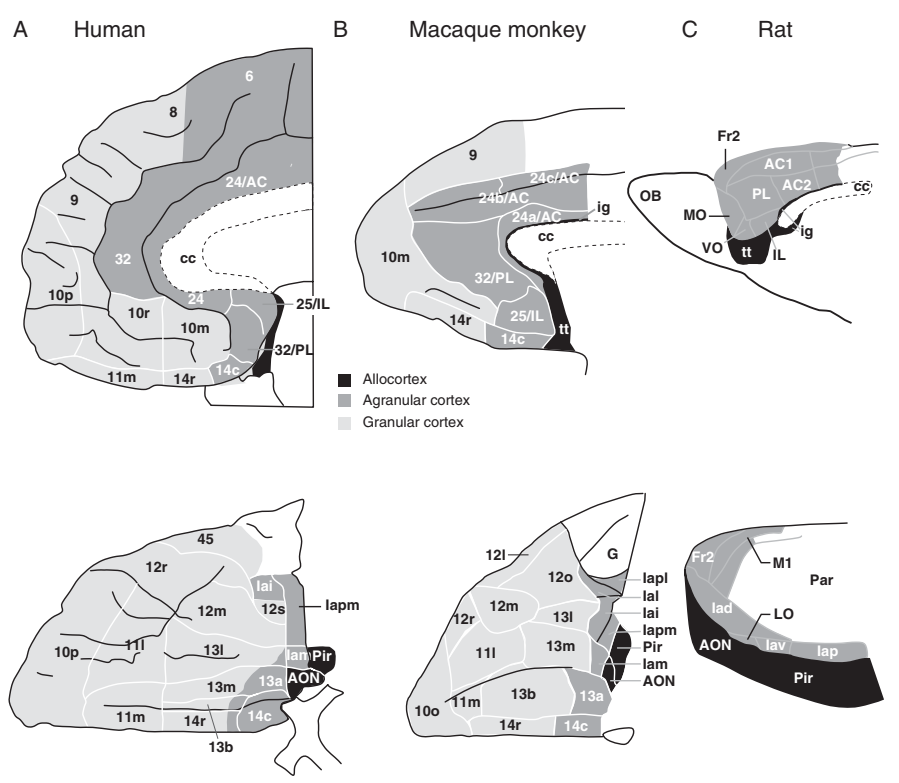 A Human
B Macaque monkey
C Rat
6
8
24/AC
9
32
cc
10p
24
10r
10m
25/IL
32/PL
11m
14r
14c
9
24c/AC
24b/AC
24a/AC
ig
cc
10m
32/PL
25/IL
14r
14c
tt
Fr2
AC1
AC2
PL
cc
OB
MO
ig
VO
tt
IL
Allocortex
Agranular cortex
Granular cortex
45
12r
Iai
12s
Iapm
12m
10p
11l
13l
Iam
Pir
13m
13a
AON
11m
14r
14c
13b
12l
G
12o
Iapl
Ial
12m
Iai
12r
13l
Iapm
11l
13m
Pir
Iam
AON
10o
11m
13b
13a
14r
14c
Fr2
M1
Par
Iad
LO
AON
Iav
Iap
Pir